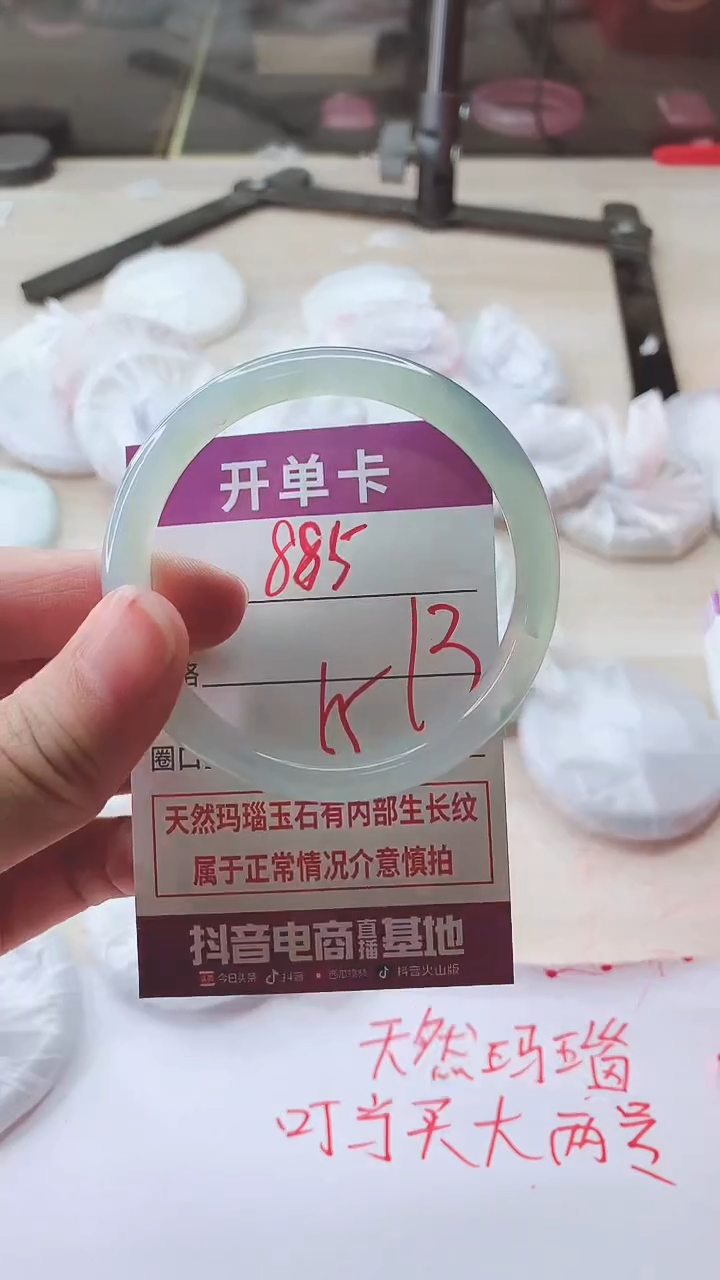 开单卡
885
13
格
圈口
天然玛瑙玉石有内部生长纹
属于正常情况介意慎拍
抖音电商直播基地
今日头条 抖音 西瓜视频 抖音火山版
天然玛瑙
叮当买大两号